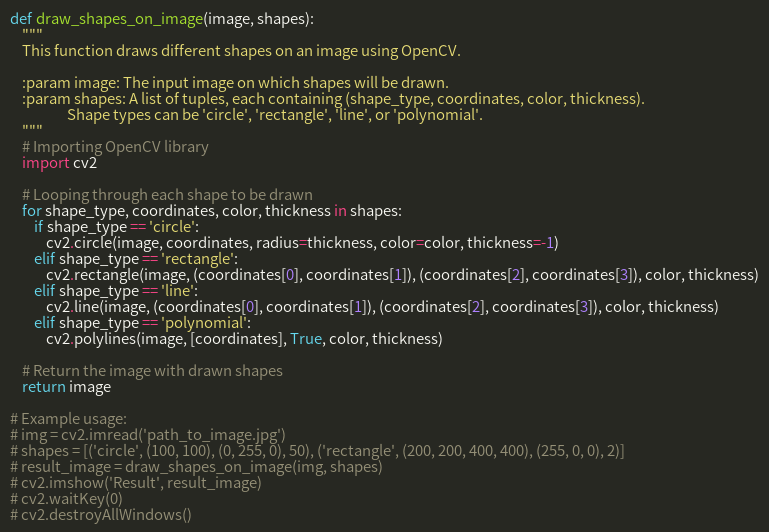 def draw_shapes_on_image(image, shapes):
    """
    This function draws different shapes on an image using OpenCV.

    :param image: The input image on which shapes will be drawn.
    :param shapes: A list of tuples, each containing (shape_type, coordinates, color, thickness).
                   Shape types can be 'circle', 'rectangle', 'line', or 'polynomial'.
    """
    # Importing OpenCV library
    import cv2

    # Looping through each shape to be drawn
    for shape_type, coordinates, color, thickness in shapes:
        if shape_type == 'circle':
            cv2.circle(image, coordinates, radius=thickness, color=color, thickness=-1)
        elif shape_type == 'rectangle':
            cv2.rectangle(image, (coordinates[0], coordinates[1]), (coordinates[2], coordinates[3]), color, thickness)
        elif shape_type == 'line':
            cv2.line(image, (coordinates[0], coordinates[1]), (coordinates[2], coordinates[3]), color, thickness)
        elif shape_type == 'polynomial':
            cv2.polylines(image, [coordinates], True, color, thickness)

    # Return the image with drawn shapes
    return image

# Example usage:
# img = cv2.imread('path_to_image.jpg')
# shapes = [('circle', (100, 100), (0, 255, 0), 50), ('rectangle', (200, 200, 400, 400), (255, 0, 0), 2)]
# result_image = draw_shapes_on_image(img, shapes)
# cv2.imshow('Result', result_image)
# cv2.waitKey(0)
# cv2.destroyAllWindows()